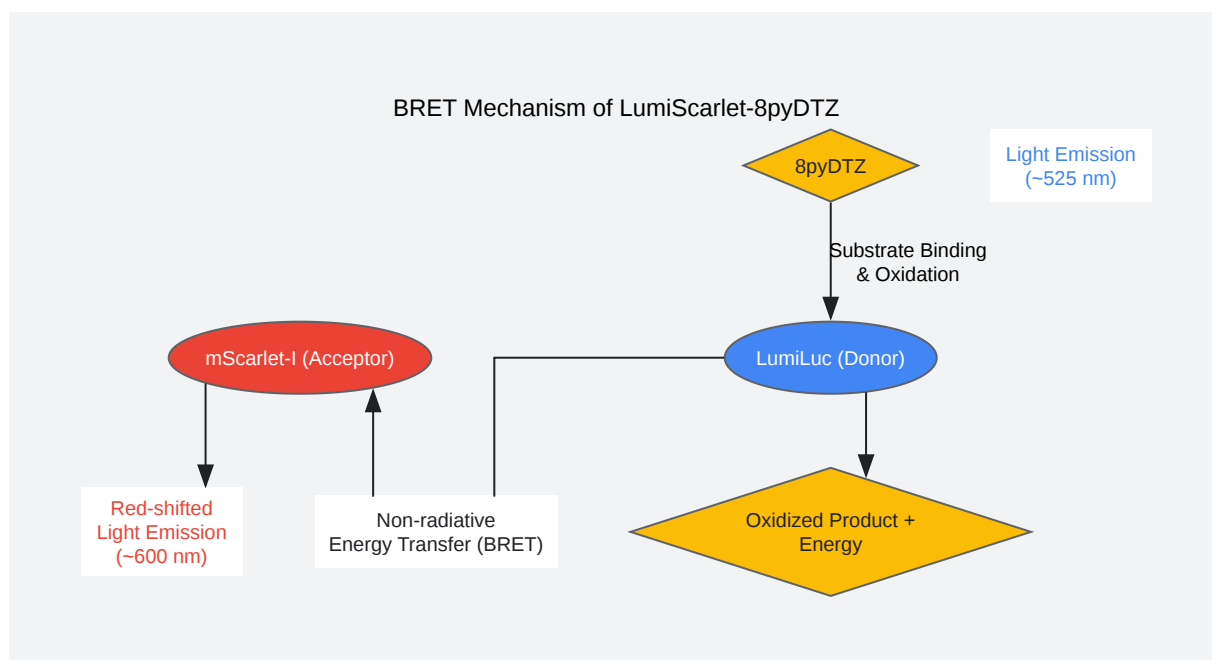 BRET Mechanism of LumiScarlet-8pyDTZ
8pyDTZ
Light Emission
(~525 nm)
Substrate Binding
& Oxidation
mScarlet-I (Acceptor)
LumiLuc (Donor)
Red-shifted
Light Emission
(~600 nm)
Non-radiative
Energy Transfer (BRET)
Oxidized Product +
Energy